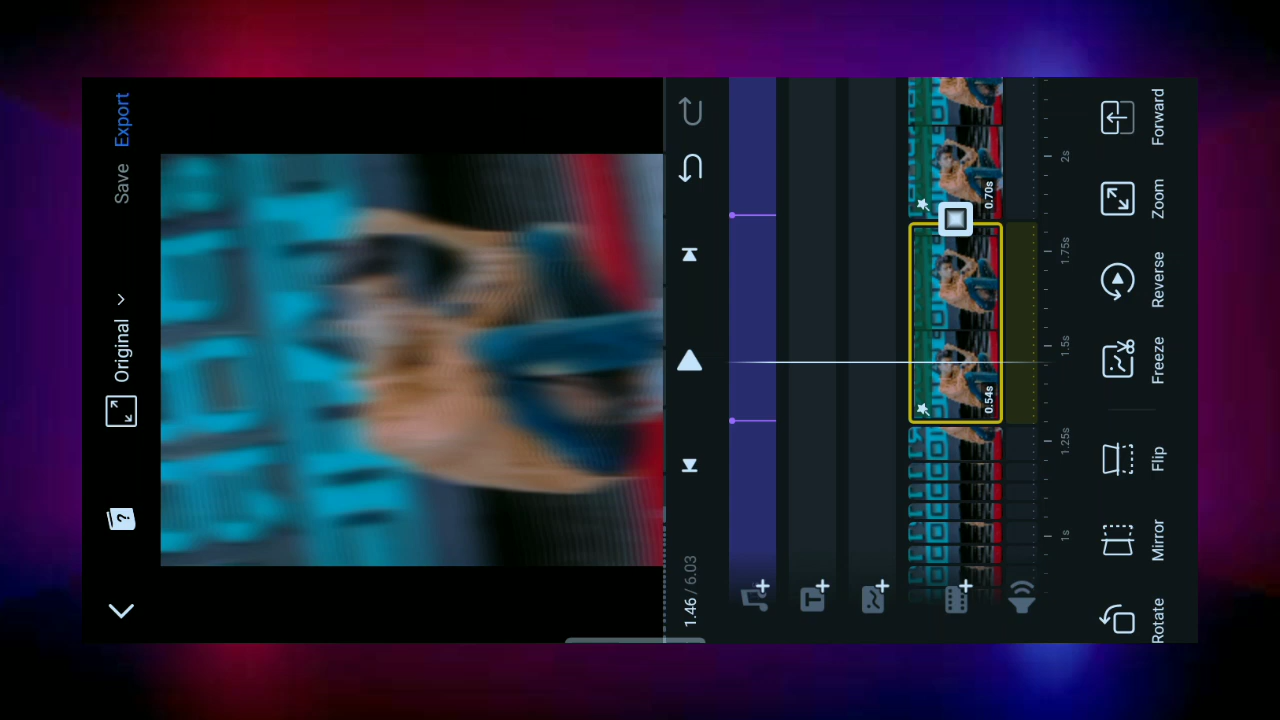 Save Export
Original
?
1.46 / 6.03
T
0.54s
0.70s
1s
1.25s
1.5s
1.75s
2s
Rotate
Mirror
Flip
Freeze
Reverse
Zoom
Forward